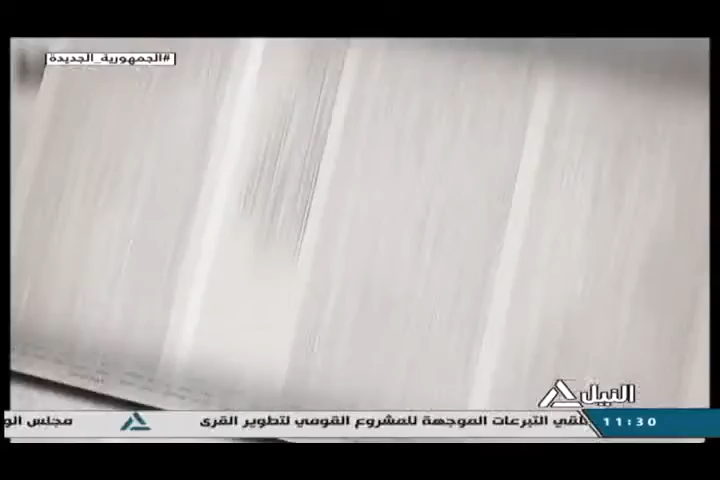 #الجمهورية_الجديدة
النيل
11:30
تلقي التبرعات الموجهة للمشروع القومي لتطوير القرى
مجلس